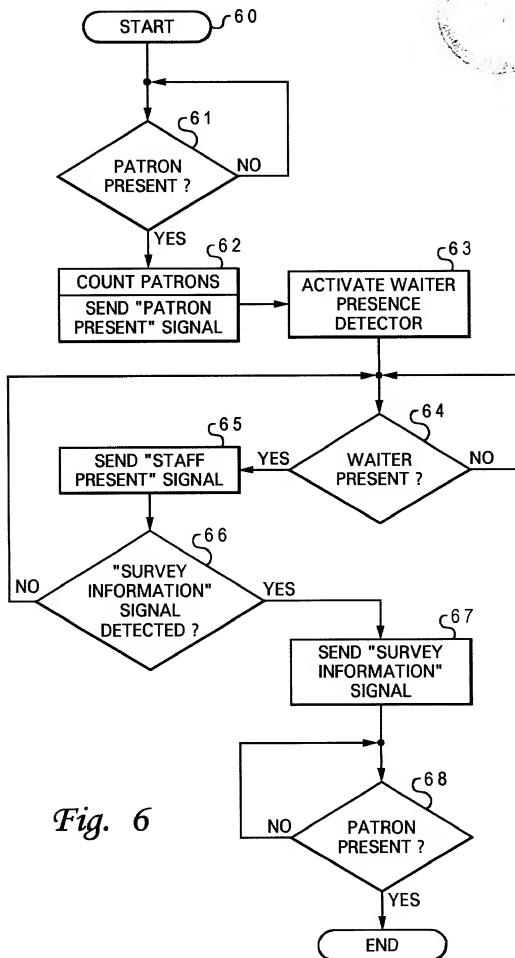 START
60
61
PATRON
PRESENT ?
NO
YES
62
COUNT PATRONS
SEND "PATRON
PRESENT" SIGNAL
63
ACTIVATE WAITER
PRESENCE
DETECTOR
64
WAITER
PRESENT ?
YES
NO
65
SEND "STAFF
PRESENT" SIGNAL
66
"SURVEY
INFORMATION"
SIGNAL
DETECTED ?
NO
YES
67
SEND "SURVEY
INFORMATION"
SIGNAL
68
PATRON
PRESENT ?
NO
YES
END
Fig. 6